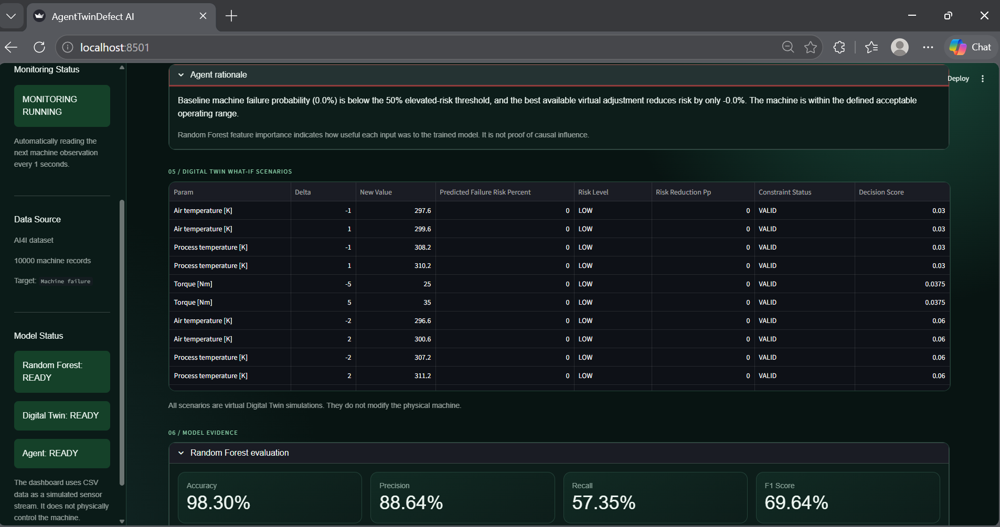 AgentTwinDefect AI
localhost:8501
Chat
Deploy
Monitoring Status
MONITORING
RUNNING
Automatically reading the
next machine observation
every 1 seconds.
Data Source
AI4I dataset
10000 machine records
Target: Machine failure
Model Status
Random Forest:
READY
Digital Twin: READY
Agent: READY
The dashboard uses CSV
data as a simulated sensor
stream. It does not physically
control the machine.
Agent rationale
Baseline machine failure probability (0.0%) is below the 50% elevated-risk threshold, and the best available virtual adjustment reduces risk by only -0.0%. The machine is within the defined acceptable
operating range.
Random Forest feature importance indicates how useful each input was to the trained model. It is not proof of causal influence.
05 / DIGITAL TWIN WHAT-IF SCENARIOS
Param Delta New Value Predicted Failure Risk Percent Risk Level Risk Reduction Pp Constraint Status Decision Score
Air temperature [K] -1 297.6 0 LOW 0 VALID 0.03
Air temperature [K] 1 299.6 0 LOW 0 VALID 0.03
Process temperature [K] -1 308.2 0 LOW 0 VALID 0.03
Process temperature [K] 1 310.2 0 LOW 0 VALID 0.03
Torque [Nm] -5 25 0 LOW 0 VALID 0.0375
Torque [Nm] 5 35 0 LOW 0 VALID 0.0375
Air temperature [K] -2 296.6 0 LOW 0 VALID 0.06
Air temperature [K] 2 300.6 0 LOW 0 VALID 0.06
Process temperature [K] -2 307.2 0 LOW 0 VALID 0.06
Process temperature [K] 2 311.2 0 LOW 0 VALID 0.06
All scenarios are virtual Digital Twin simulations. They do not modify the physical machine.
06 / MODEL EVIDENCE
Random Forest evaluation
Accuracy Precision Recall F1 Score
98.30% 88.64% 57.35% 69.64%